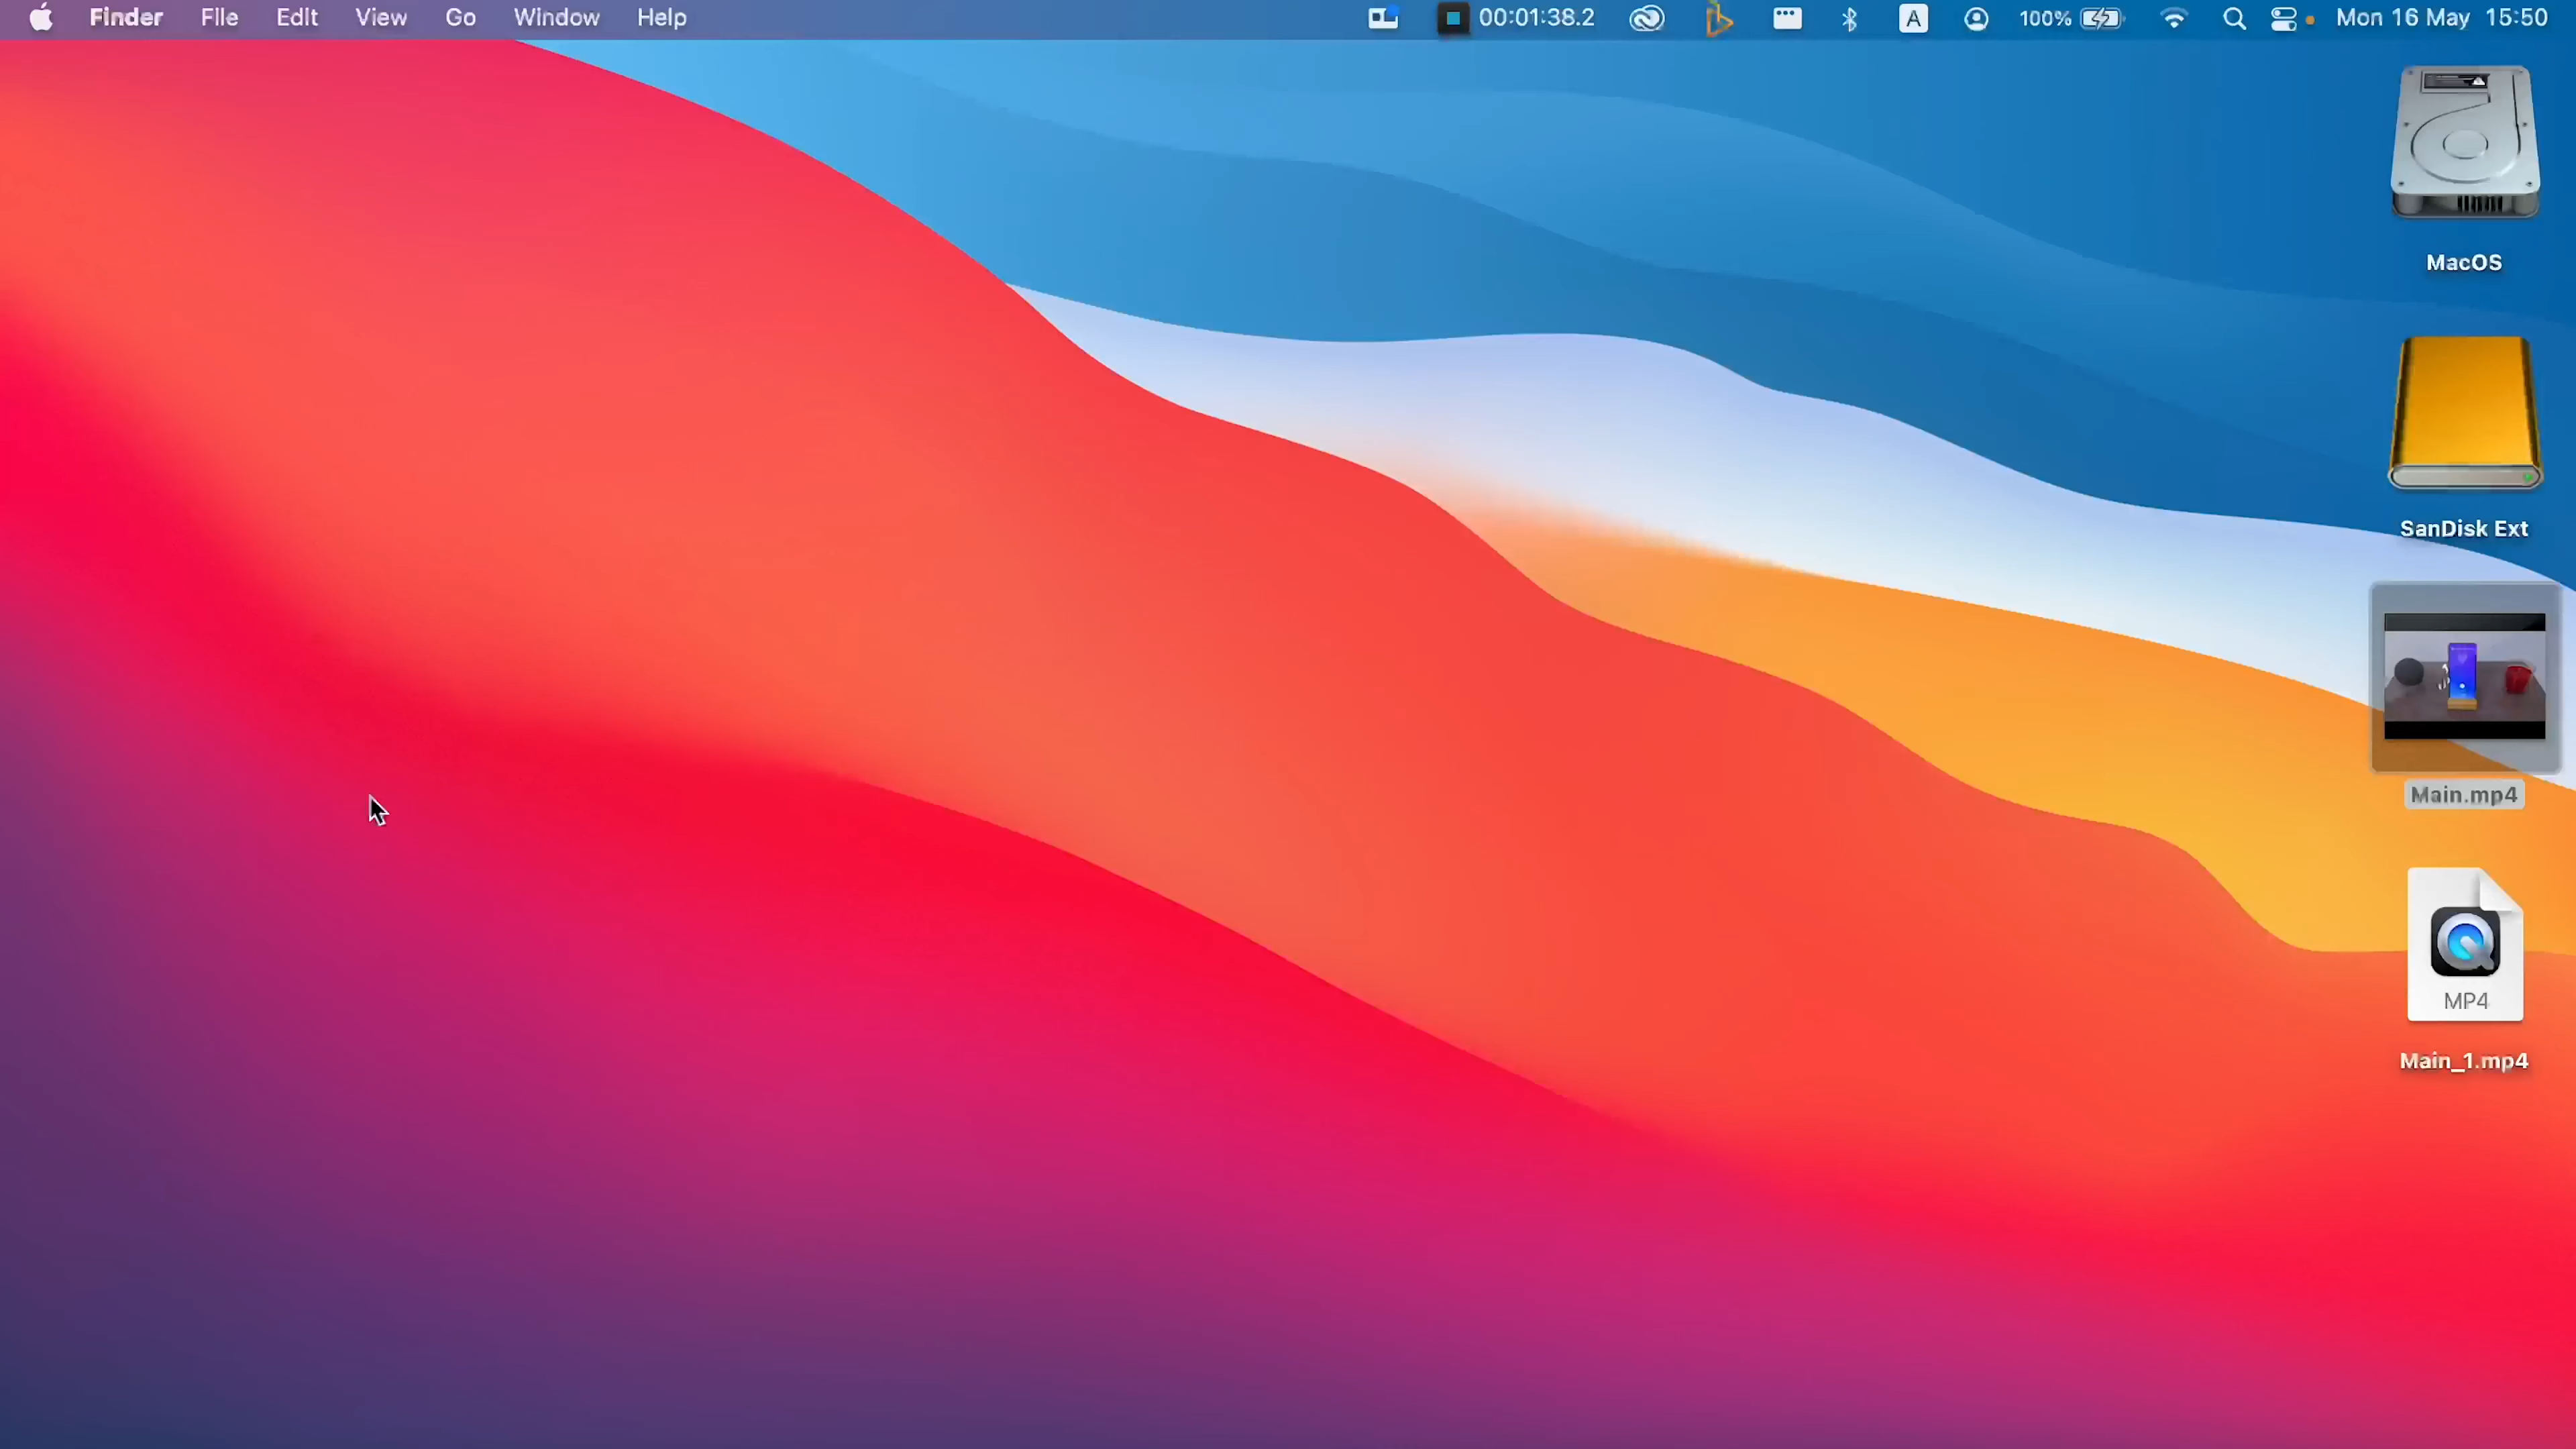 Finder File Edit View Go Window Help 00:01:38.2 A 100% Mon 16 May 15:50
MacOS
SanDisk Ext
Main.mp4
MP4
Main_1.mp4